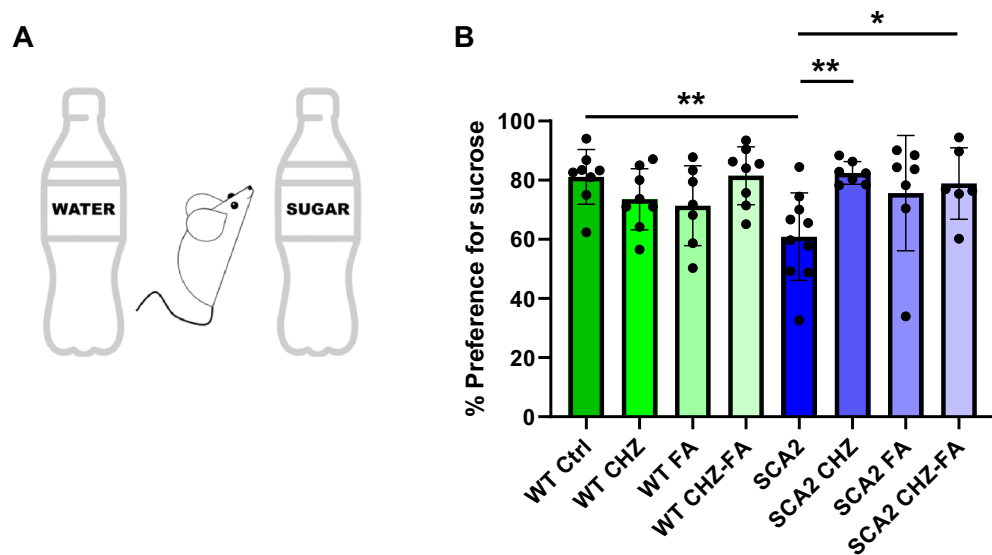 A
B
WATER
SUGAR
% Preference for sucrose
100
80
60
40
20
0
**
**
*
WT Ctrl
WT CHZ
WT FA
WT CHZ-FA
SCA2
SCA2 CHZ
SCA2 FA
SCA2 CHZ-FA